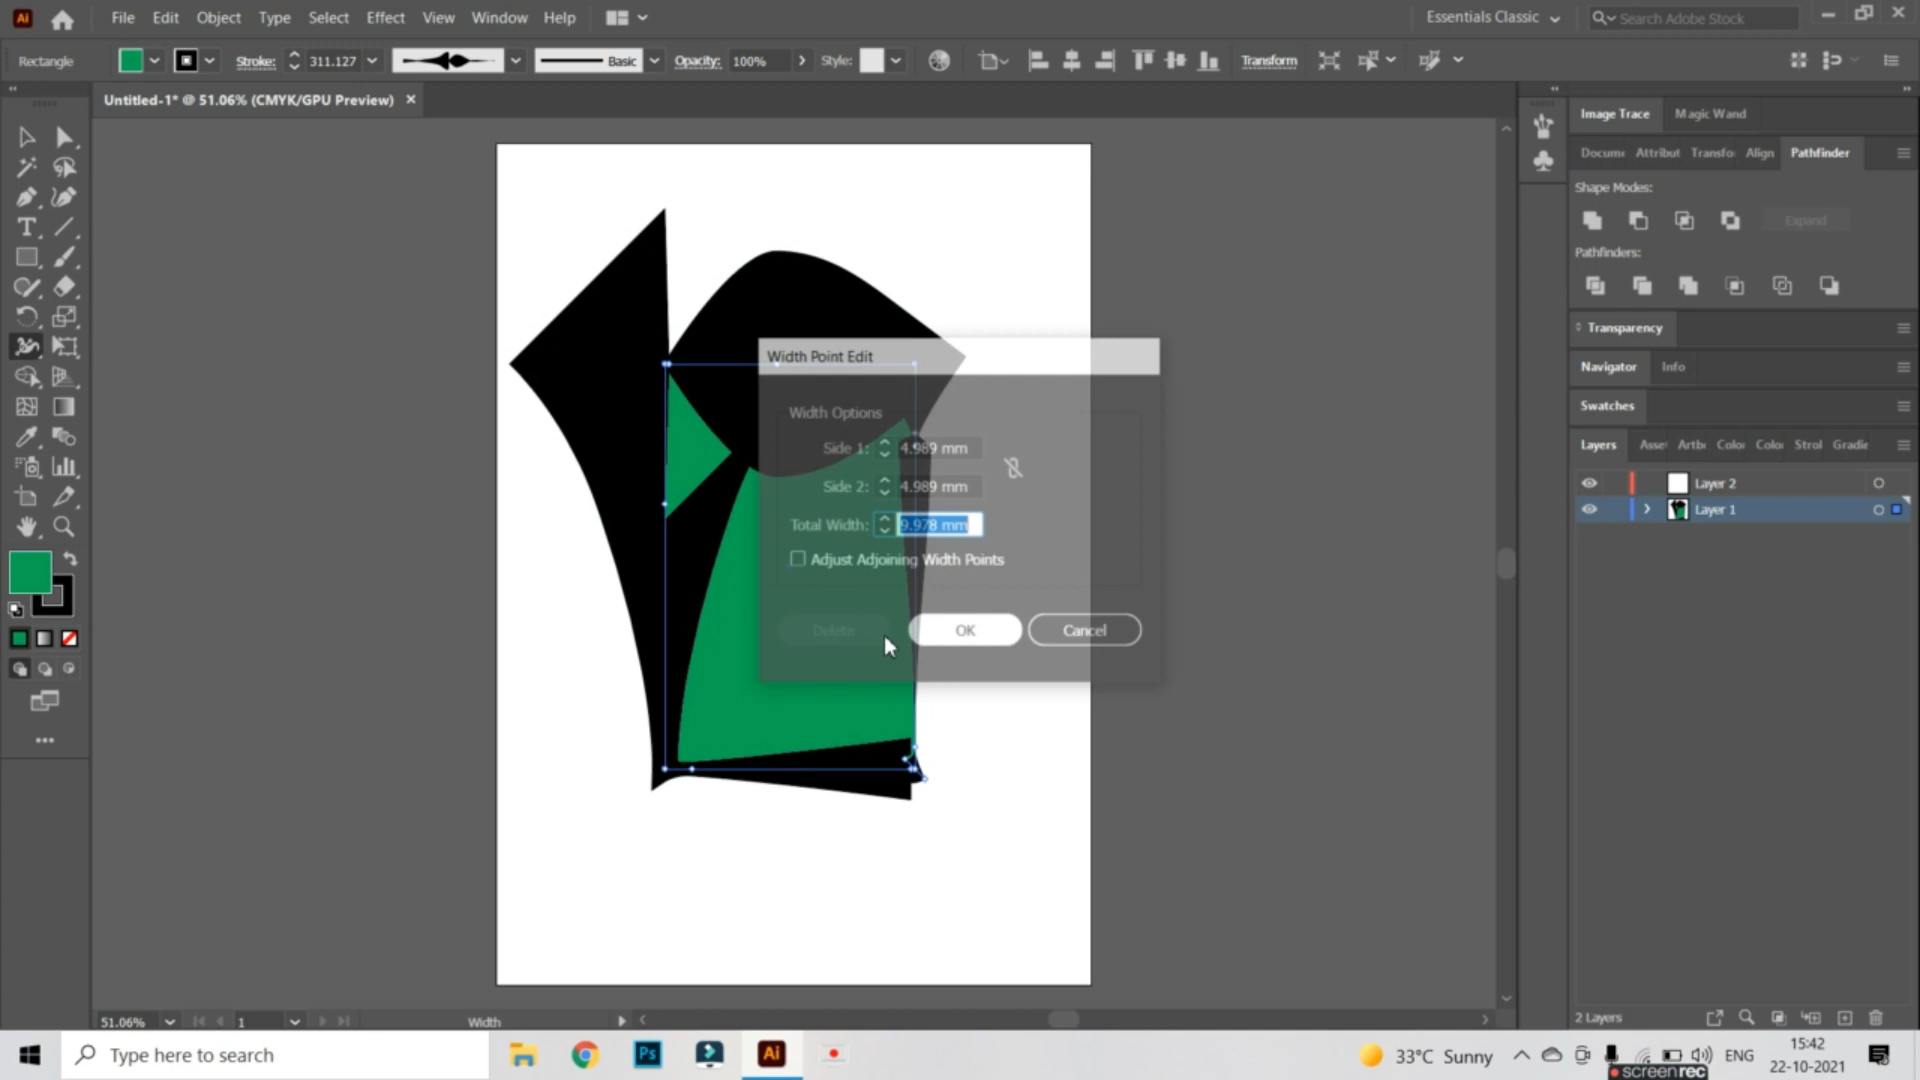 Ai File Edit Object Type Select Effect View Window Help Essentials Classic Search Adobe Stock
Rectangle Stroke: 311.127 Basic Opacity: 100% Style: Transform
Untitled-1* @ 51.06% (CMYK/GPU Preview) ×
Image Trace Magic Wand
Docume Attribut Transfo Align Pathfinder
Shape Modes:
Expand
Pathfinders:
Transparency
Navigator Info
Swatches
Layers Asse Artb Colo Colo Strol Gradie
Layer 2
Layer 1
Width Point Edit
Width Options
Side 1: 4.989 mm
Side 2: 4.989 mm
Total Width: 9.978 mm
Adjust Adjoining Width Points
Delete OK Cancel
51.06% 1 Width
2 Layers
Type here to search
Ps Ai
33°C Sunny ENG
15:42
22-10-2021
screenrec